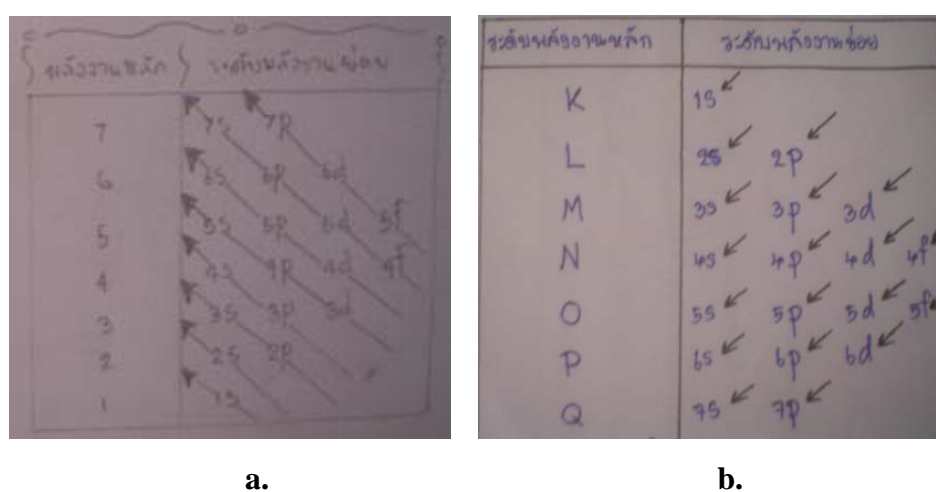 พลังงานหลัก ระดับพลังงานย่อย
7 7s 7p
6 6s 6p 6d
5 5s 5p 5d 5f
4 4s 4p 4d 4f
3 3s 3p 3d
2 2s 2p
1 1s
a.
ระดับพลังงานหลัก ระดับพลังงานย่อย
K 1s
L 2s 2p
M 3s 3p 3d
N 4s 4p 4d 4f
O 5s 5p 5d 5f
P 6s 6p 6d
Q 7s 7p
b.